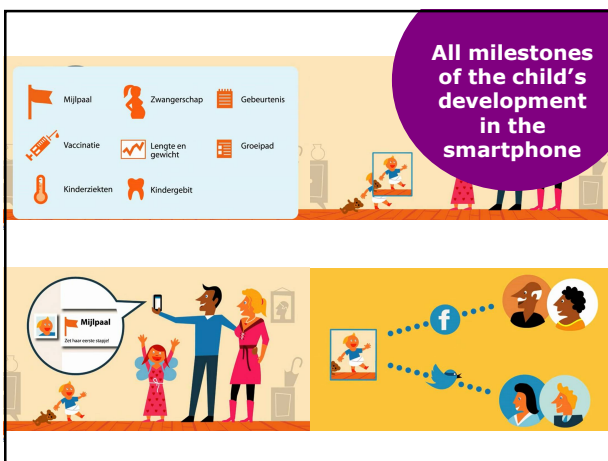 All milestones
of the child’s
development
in the
smartphone
Mijlpaal
Zwangerschap
Gebeurtenis
Vaccinatie
Lengte en
gewicht
Groeipad
Kinderziekten
Kindergebit
Mijlpaal
Zet haar eerste stapje!
f